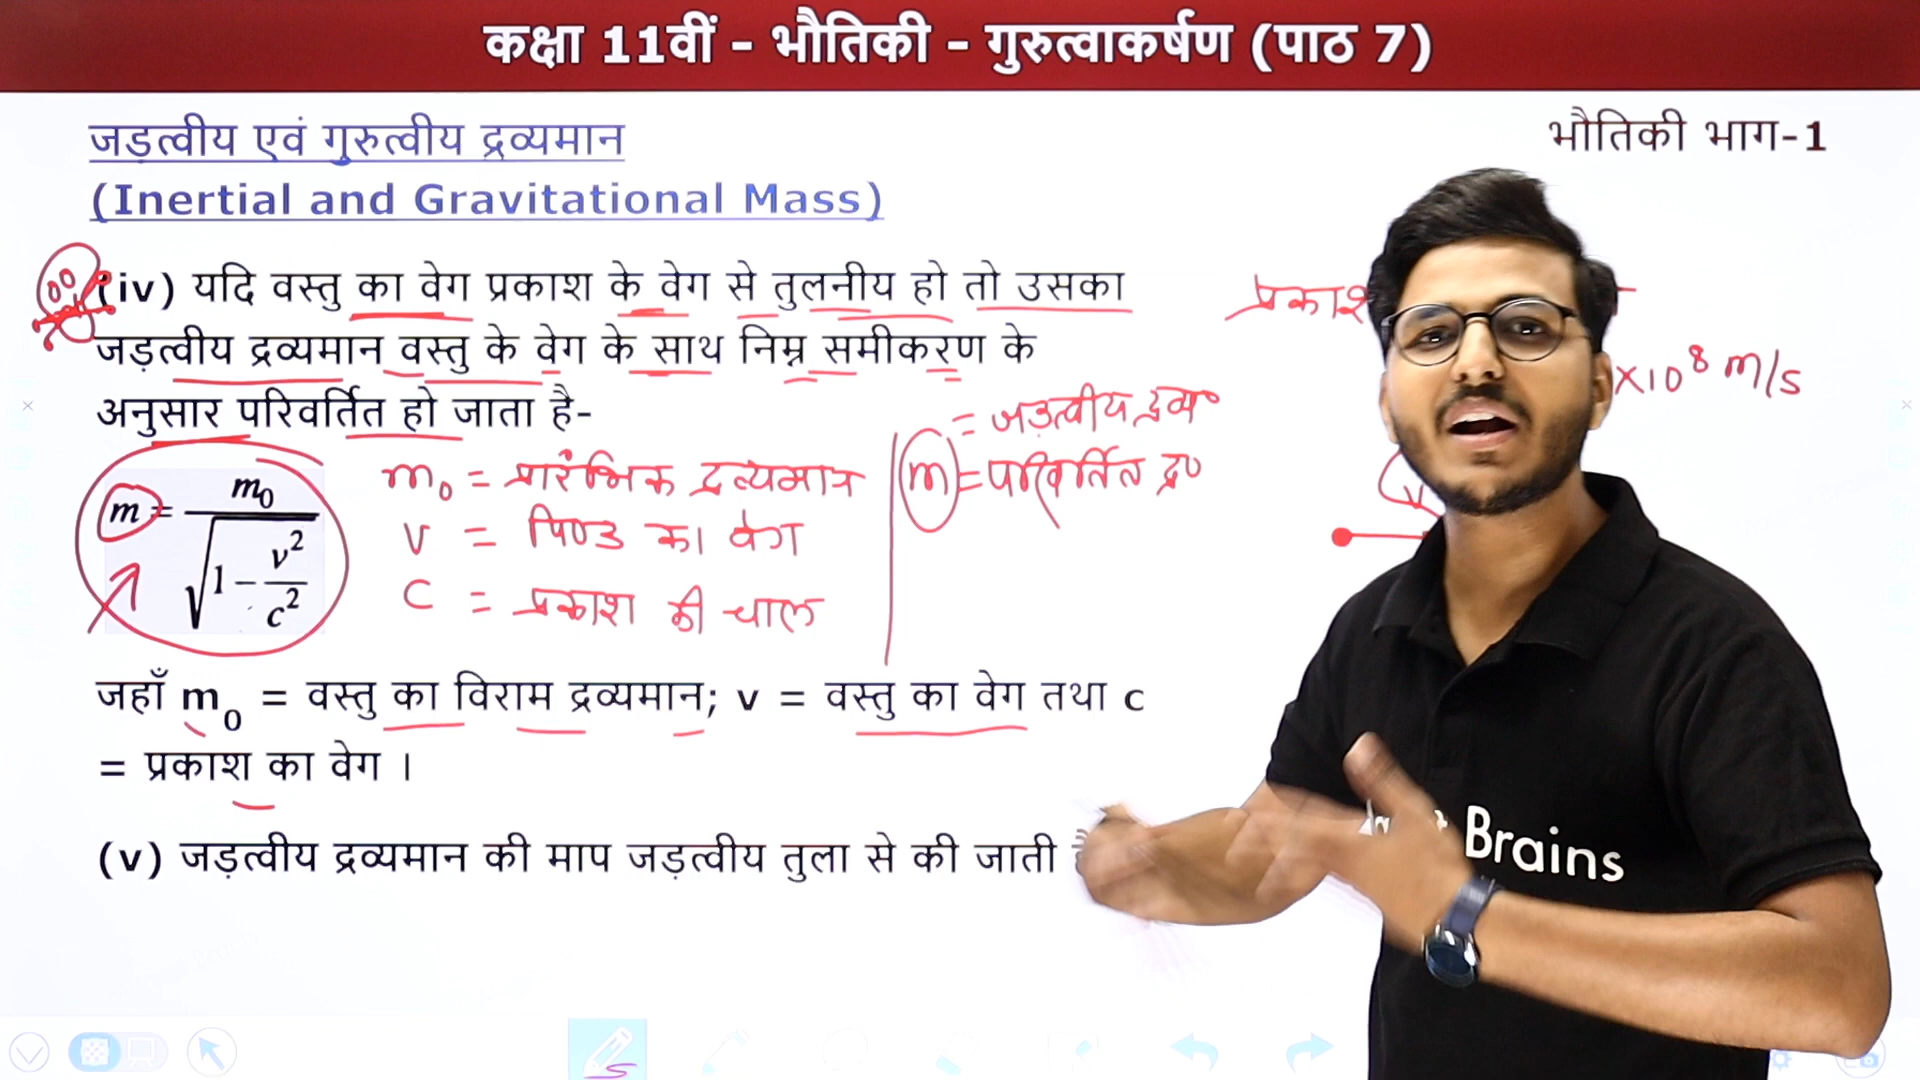 कक्षा 11वीं - भौतिकी - गुरुत्वाकर्षण (पाठ 7)
भौतिकी भाग-1
जड़त्वीय एवं गुरुत्वीय द्रव्यमान
(Inertial and Gravitational Mass)
(iv) यदि वस्तु का वेग प्रकाश के वेग से तुलनीय हो तो उसका
जड़त्वीय द्रव्यमान वस्तु के वेग के साथ निम्न समीकरण के
अनुसार परिवर्तित हो जाता है-
प्रकाश
×10⁸ m/s
m = m₀ / √(1 - v²/c²)
m₀ = प्रारंभिक द्रव्यमान
v = पिण्ड का वेग
c = प्रकाश की चाल
= जड़त्वीय द्रव्य०
m = परिवर्तित द्र०
v
जहाँ m₀ = वस्तु का विराम द्रव्यमान; v = वस्तु का वेग तथा c
= प्रकाश का वेग ।
(v) जड़त्वीय द्रव्यमान की माप जड़त्वीय तुला से की जाती
Brains